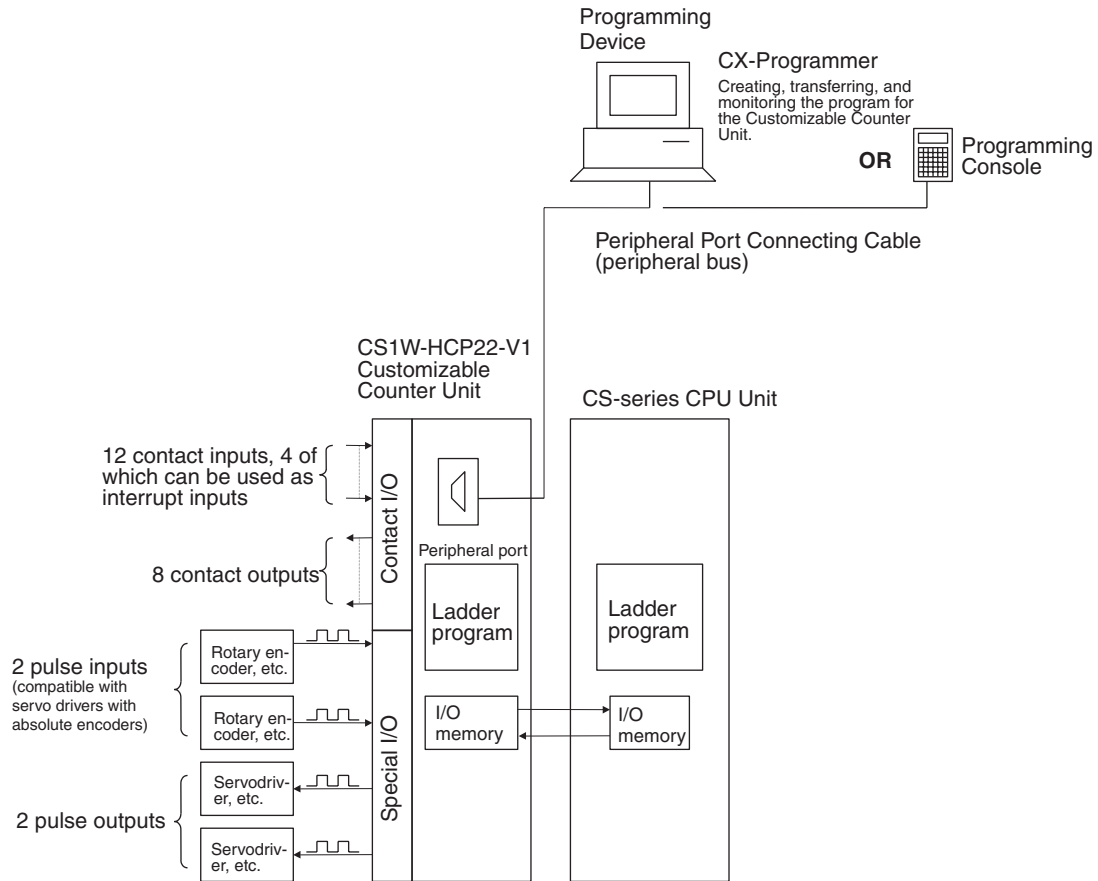 Programming
Device
CX-Programmer
Creating, transferring, and
monitoring the program for
the Customizable Counter
Unit.
OR
Programming
Console
Peripheral Port Connecting Cable
(peripheral bus)
CS1W-HCP22-V1
Customizable
Counter Unit
CS-series CPU Unit
12 contact inputs, 4 of
which can be used as
interrupt inputs
8 contact outputs
Contact I/O
Peripheral port
Ladder
program
Ladder
program
2 pulse inputs
(compatible with
servo drivers with
absolute encoders)
Rotary en-
coder, etc.
Rotary en-
coder, etc.
Special I/O
I/O
memory
I/O
memory
2 pulse outputs
Servodriv-
er, etc.
Servodriv-
er, etc.